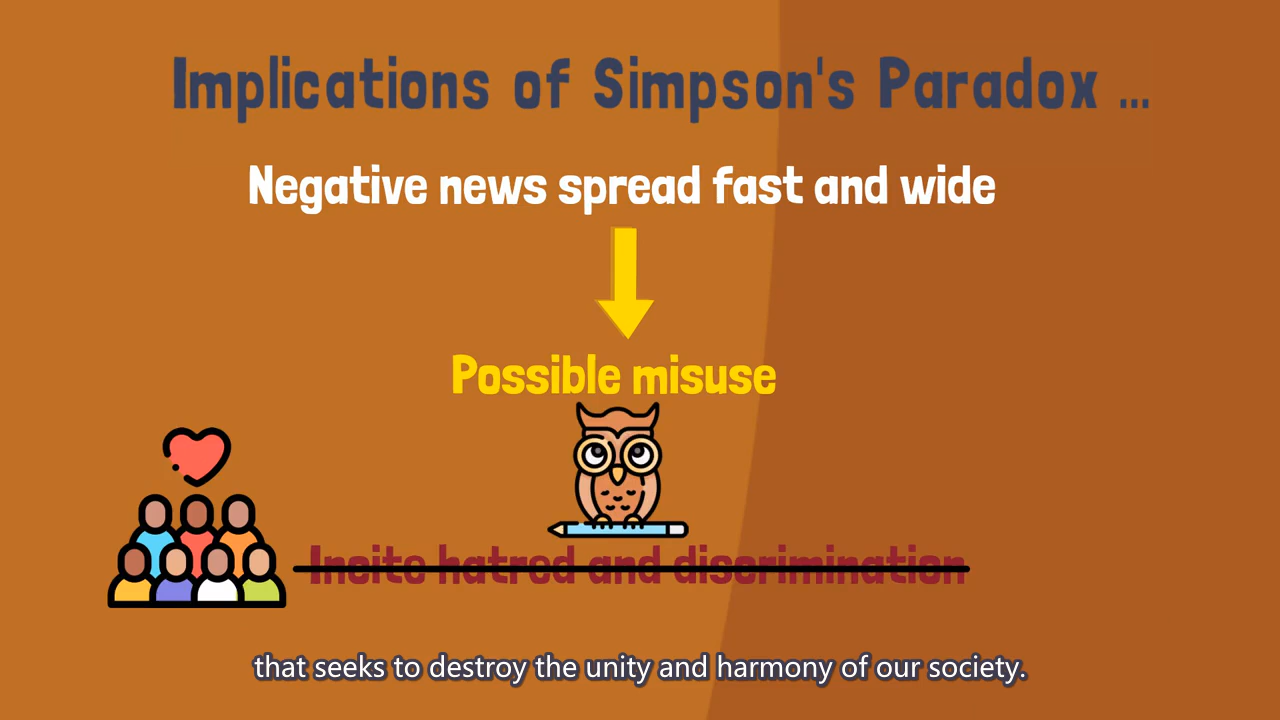 Implications of Simpson's Paradox ...
Negative news spread fast and wide
Possible misuse
Incite hatred and discrimination
that seeks to destroy the unity and harmony of our society.